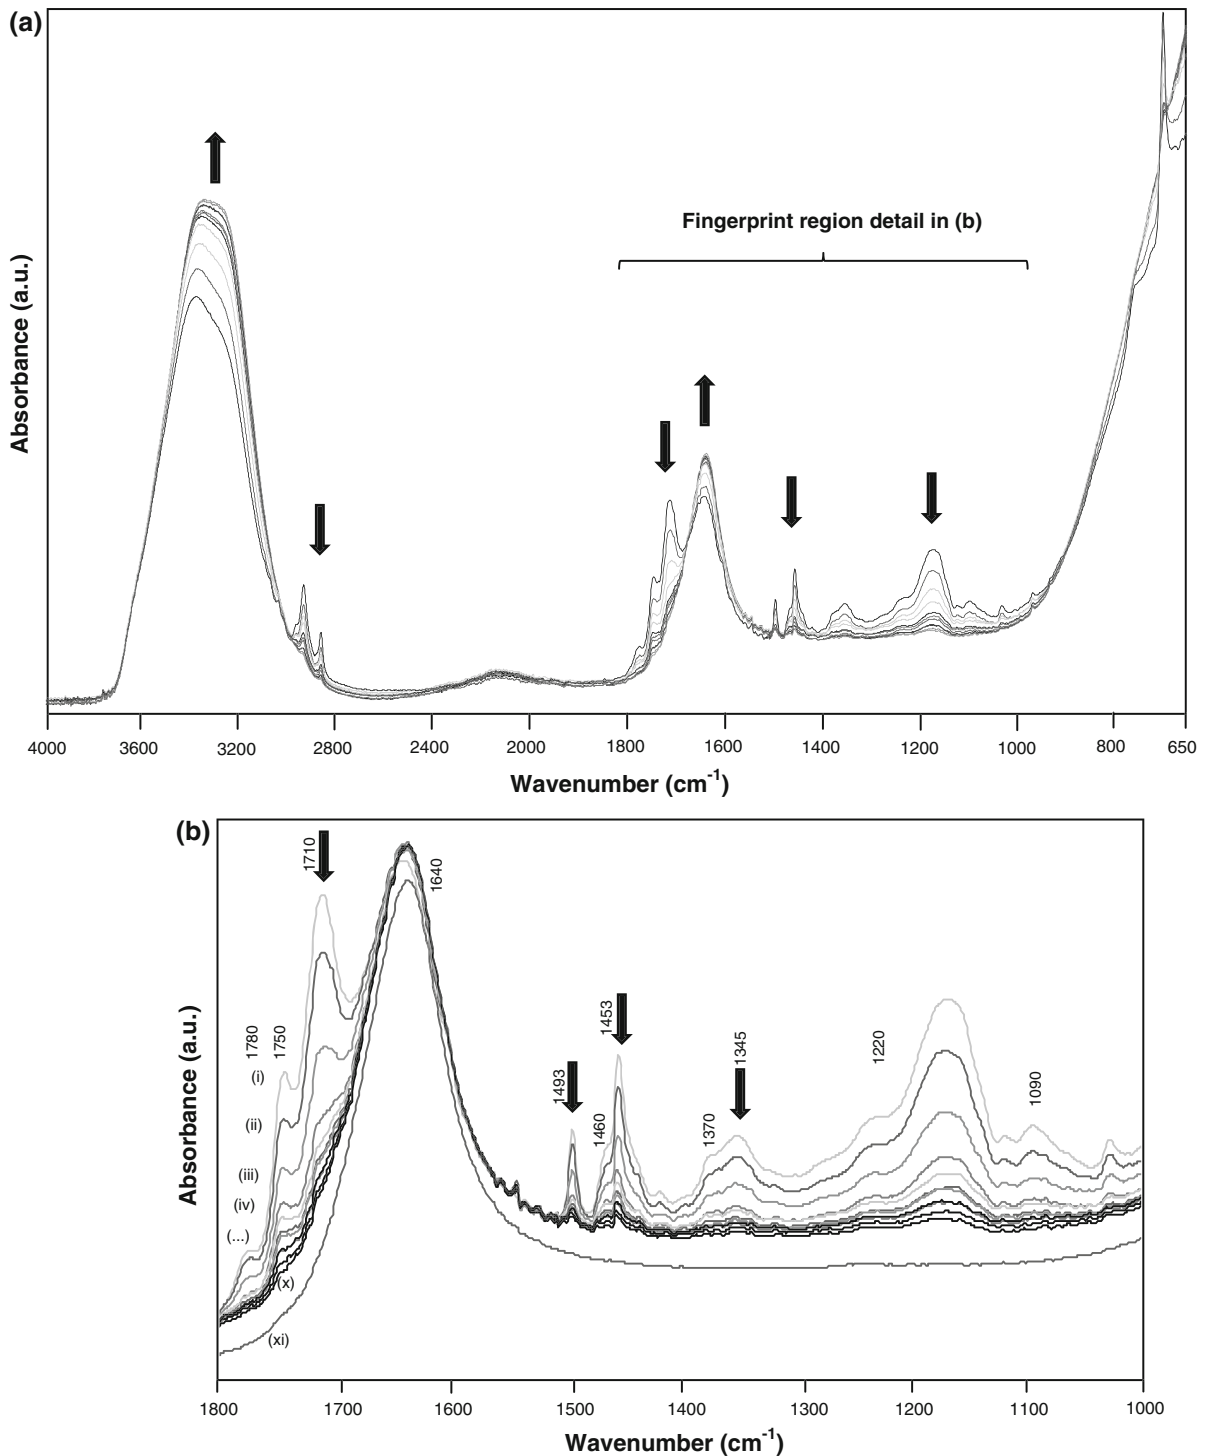 (a)
Fingerprint region detail in (b)
Absorbance (a.u.)
4000 3600 3200 2800 2400 2000 1800 1600 1400 1200 1000 800 650
Wavenumber (cm-1)
(b)
1710
1640
1780
1750
1493
1460
1453
1370
1345
1220
1090
(i)
(ii)
(iii)
(iv)
(...)
(x)
(xi)
Absorbance (a.u.)
1800 1700 1600 1500 1400 1300 1200 1100 1000
Wavenumber (cm-1)